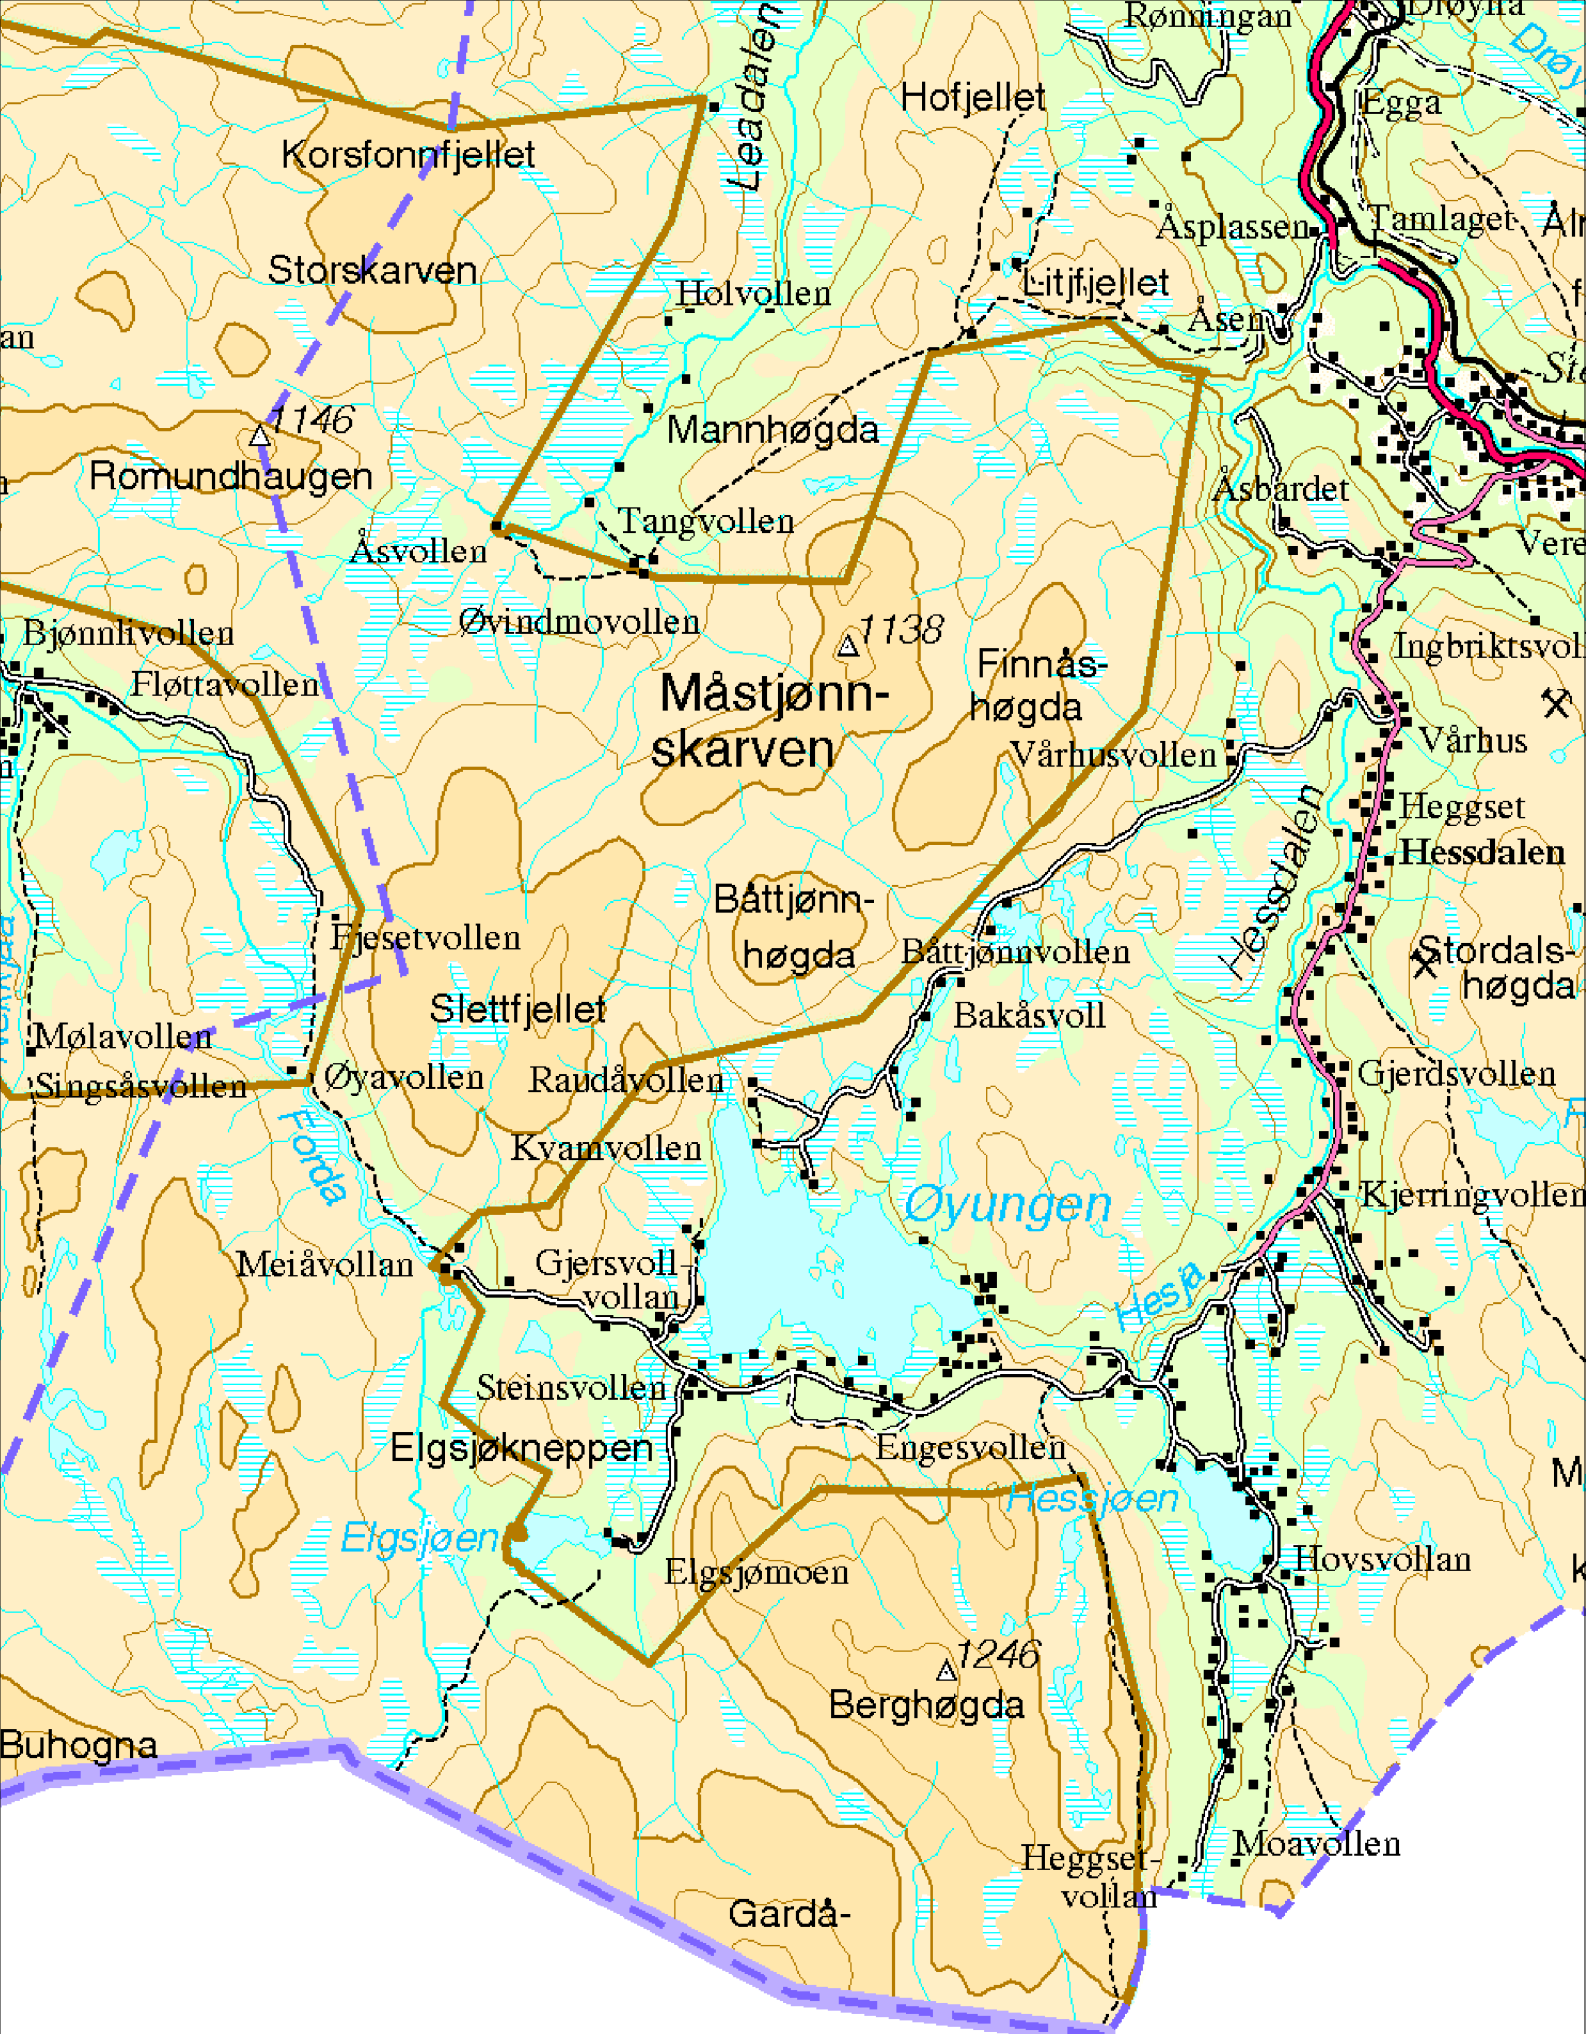 Rønningan
Drøy
Leadalen
Hofjellet
Egga
Korsfonnfjellet
Åsplassen
Tamlaget
Storskarven
Litjfjellet
Holvollen
Åsen
an
1146
Mannhøgda
Romundhaugen
Åsbardet
Tangvollen
Åsvollen
Vere
Øvindmovollen
1138
Bjønnlivollen
Ingbriktsvoll
Finnås-
høgda
Fløttavollen
Måstjønn-
skarven
Vårhusvollen
Vårhus
Heggset
Hessdalen
Hessdalen
Båttjønn-
høgda
Fjesetvollen
Båttjønnvollen
Stordals-
høgda
Slettfjellet
Bakåsvoll
Mølavollen
Singsåsvollen
Øyavollen
Raudåvollen
Gjerdsvollen
Forda
Kvamvollen
Øyungen
Kjerringvollen
Meiåvollan
Gjersvoll-
vollan
Hesja
Steinsvollen
Elgsjøkneppen
Engesvollen
Hessjøen
Elgsjøen
Elgsjømoen
Hovsvollan
1246
Berghøgda
Buhogna
Moavollen
Heggset-
vollan
Gardå-